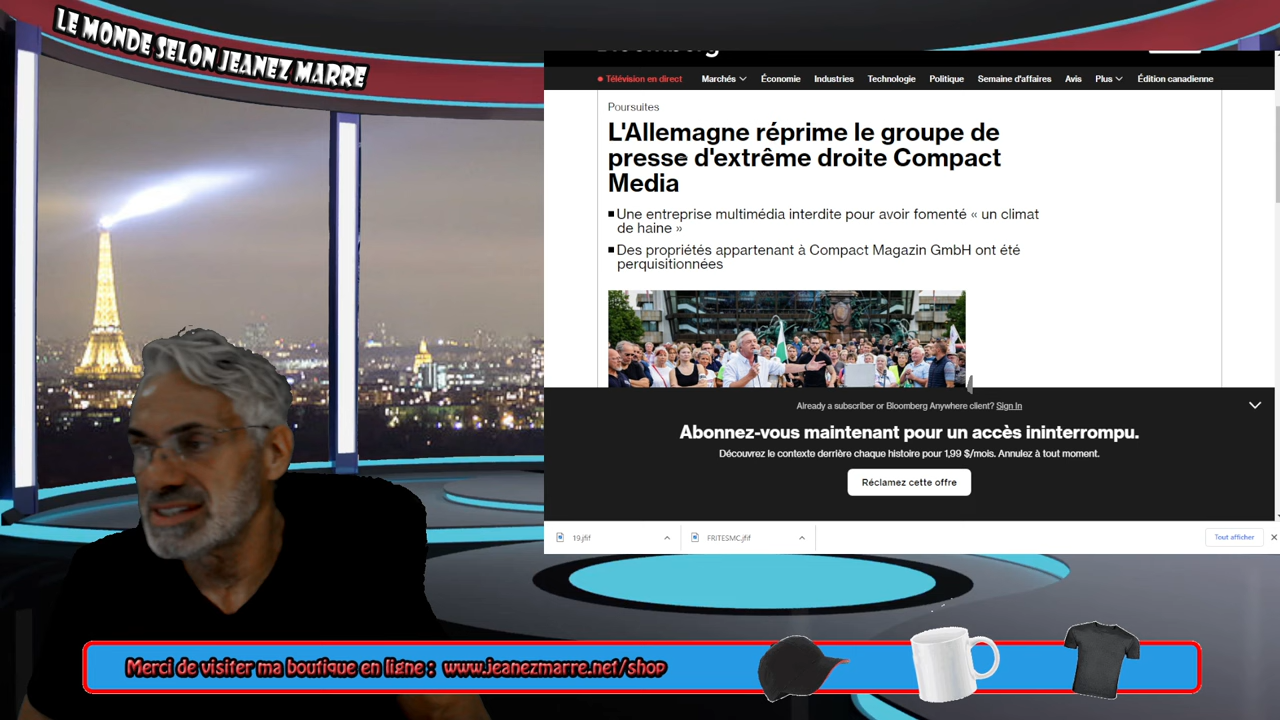 LE MONDE SELON JEANEZ MARRE
Télévision en direct
Marchés
Économie
Industries
Technologie
Politique
Semaine d'affaires
Avis
Plus
Édition canadienne
Poursuites
L'Allemagne réprime le groupe de
presse d'extrême droite Compact
Media
Une entreprise multimédia interdite pour avoir fomenté « un climat
de haine »
Des propriétés appartenant à Compact Magazin GmbH ont été
perquisitionnées
Already a subscriber or Bloomberg Anywhere client? Sign In
Abonnez-vous maintenant pour un accès ininterrompu.
Découvrez le contexte derrière chaque histoire pour 1,99 $/mois. Annulez à tout moment.
Réclamez cette offre
19.jfif
FRITESMC.jfif
Tout afficher
Merci de visiter ma boutique en ligne : www.jeanezmarre.net/shop